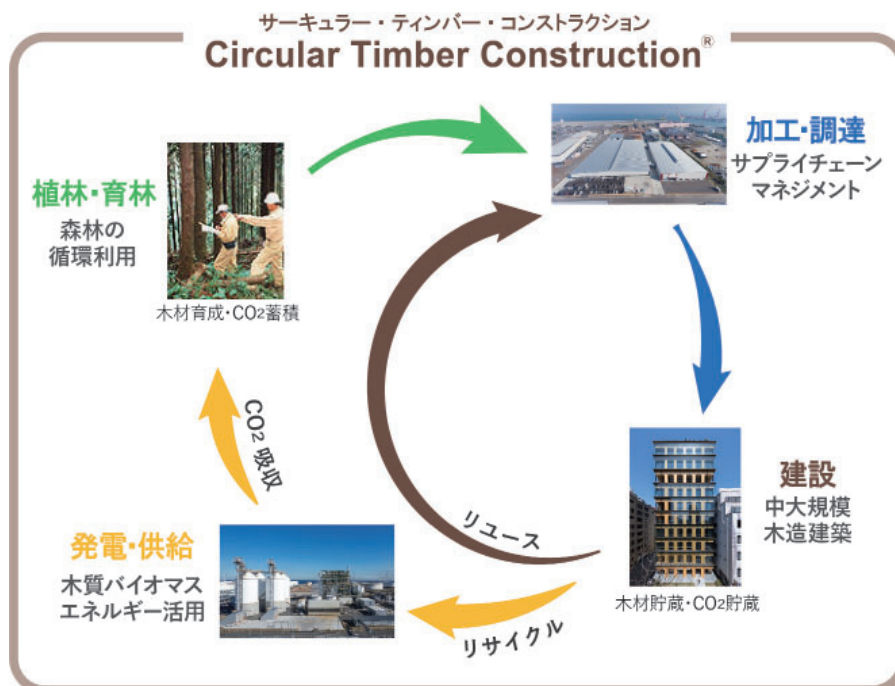 サーキュラー・ティンバー・コンストラクション
Circular Timber Construction®
植林・育林
森林の
循環利用
木材育成・CO2蓄積
加工・調達
サプライチェーン
マネジメント
建設
中大規模
木造建築
木材貯蔵・CO2貯蔵
リユース
リサイクル
発電・供給
木質バイオマス
エネルギー活用
CO2吸収